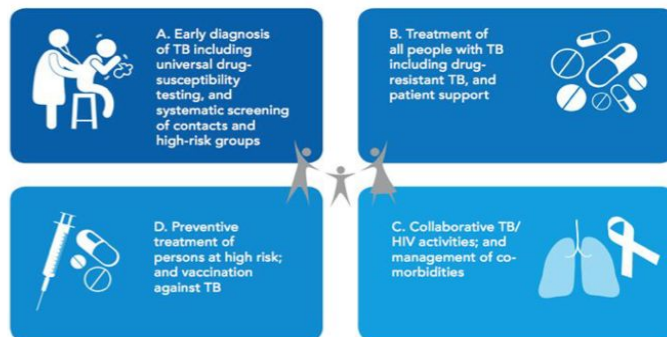 A. Early diagnosis
of TB including
universal drug-
susceptibility
testing, and
systematic screening
of contacts and
high-risk groups
B. Treatment of
all people with TB
including drug-
resistant TB, and
patient support
D. Preventive
treatment of
persons at high risk;
and vaccination
against TB
C. Collaborative TB/
HIV activities; and
management of co-
morbidities